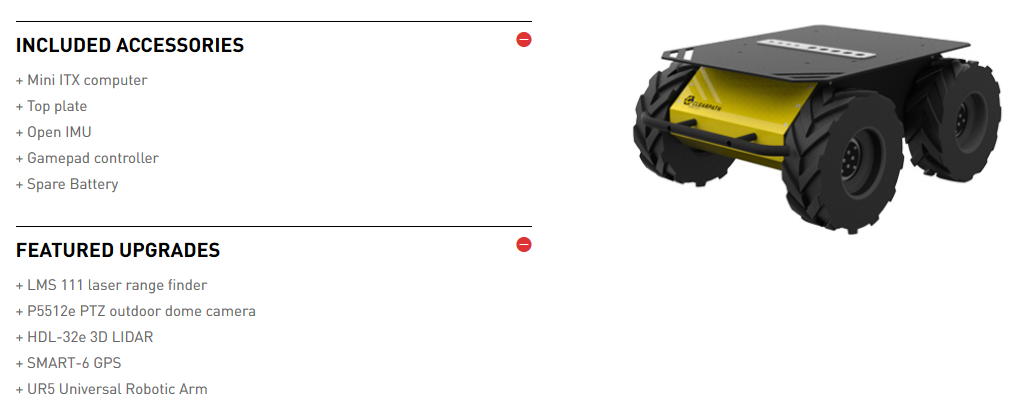 INCLUDED ACCESSORIES
+ Mini ITX computer
+ Top plate
+ Open IMU
+ Gamepad controller
+ Spare Battery
FEATURED UPGRADES
+ LMS 111 laser range finder
+ P5512e PTZ outdoor dome camera
+ HDL-32e 3D LIDAR
+ SMART-6 GPS
+ UR5 Universal Robotic Arm
CLEARPATH